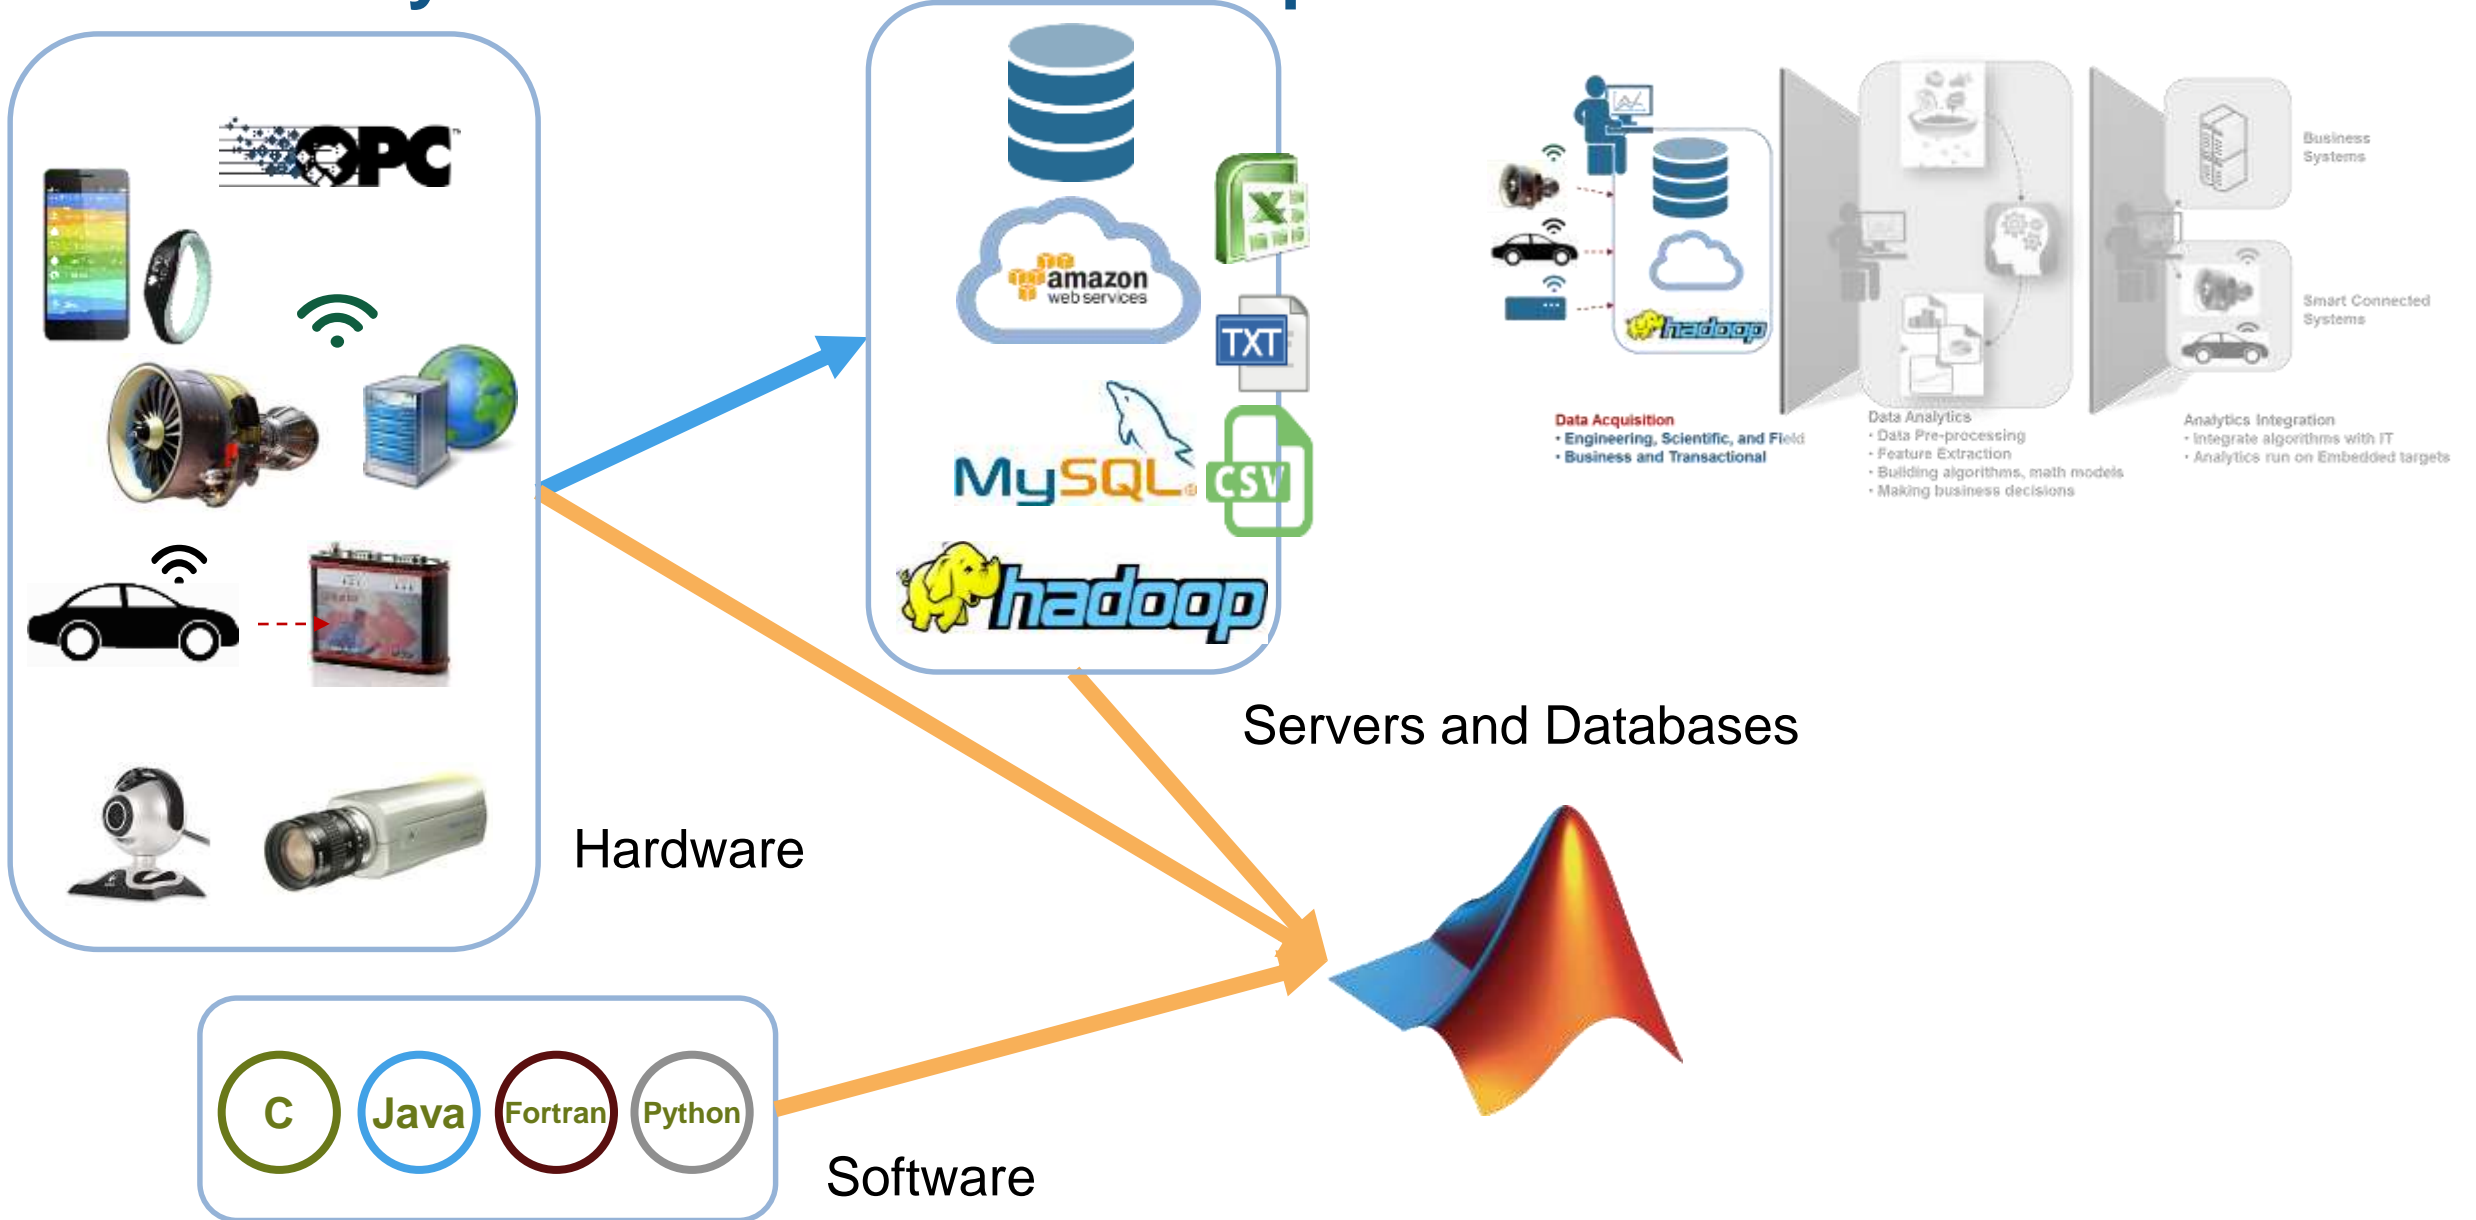 OPC™
amazon
web services
TXT
MySQL®
CSV
hadoop
hadoop
Business
Systems
Smart Connected
Systems
Data Acquisition
• Engineering, Scientific, and Field
• Business and Transactional
Data Analytics
• Data Pre-processing
• Feature Extraction
• Building algorithms, math models
• Making business decisions
Analytics Integration
• Integrate algorithms with IT
• Analytics run on Embedded targets
Servers and Databases
Hardware
C
Java
Fortran
Python
Software